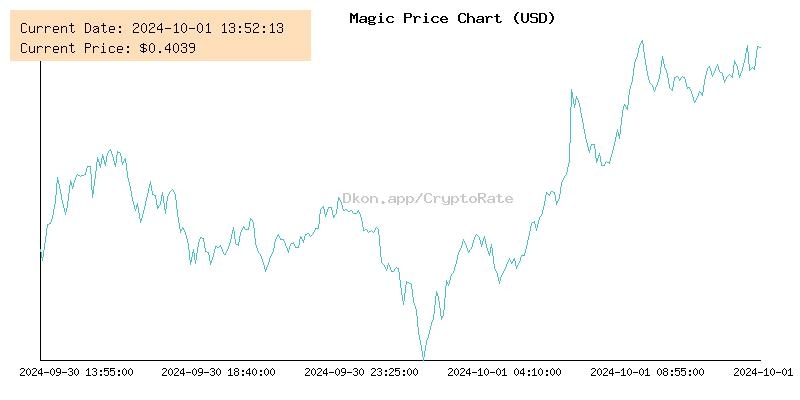 Magic Price Chart (USD)
Current Date: 2024-10-01 13:52:13
Current Price: $0.4039
Dkon.app/CryptoRate
2024-09-30 13:55:00 2024-09-30 18:40:00 2024-09-30 23:25:00 2024-10-01 04:10:00 2024-10-01 08:55:00 2024-10-01